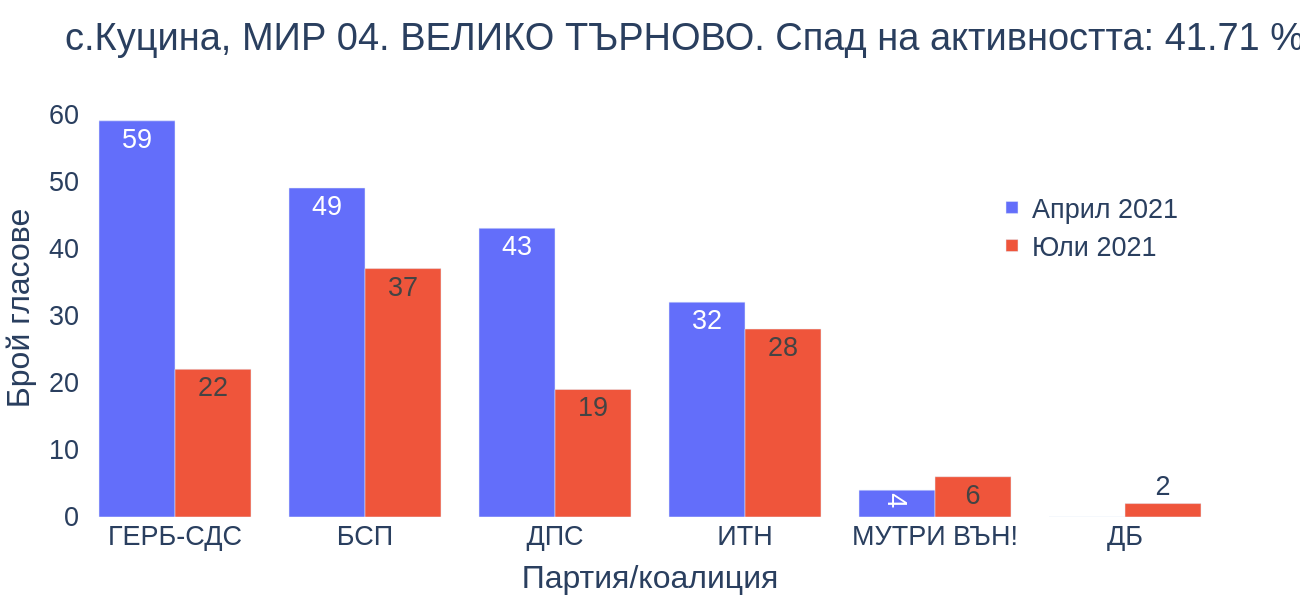 с.Куцина, МИР 04. ВЕЛИКО ТЪРНОВО. Спад на активността: 41.71 %
Брой гласове
60
50
40
30
20
10
0
59
22
49
37
43
19
32
28
4
6
2
Април 2021
Юли 2021
ГЕРБ-СДС
БСП
ДПС
ИТН
МУТРИ ВЪН!
ДБ
Партия/коалиция